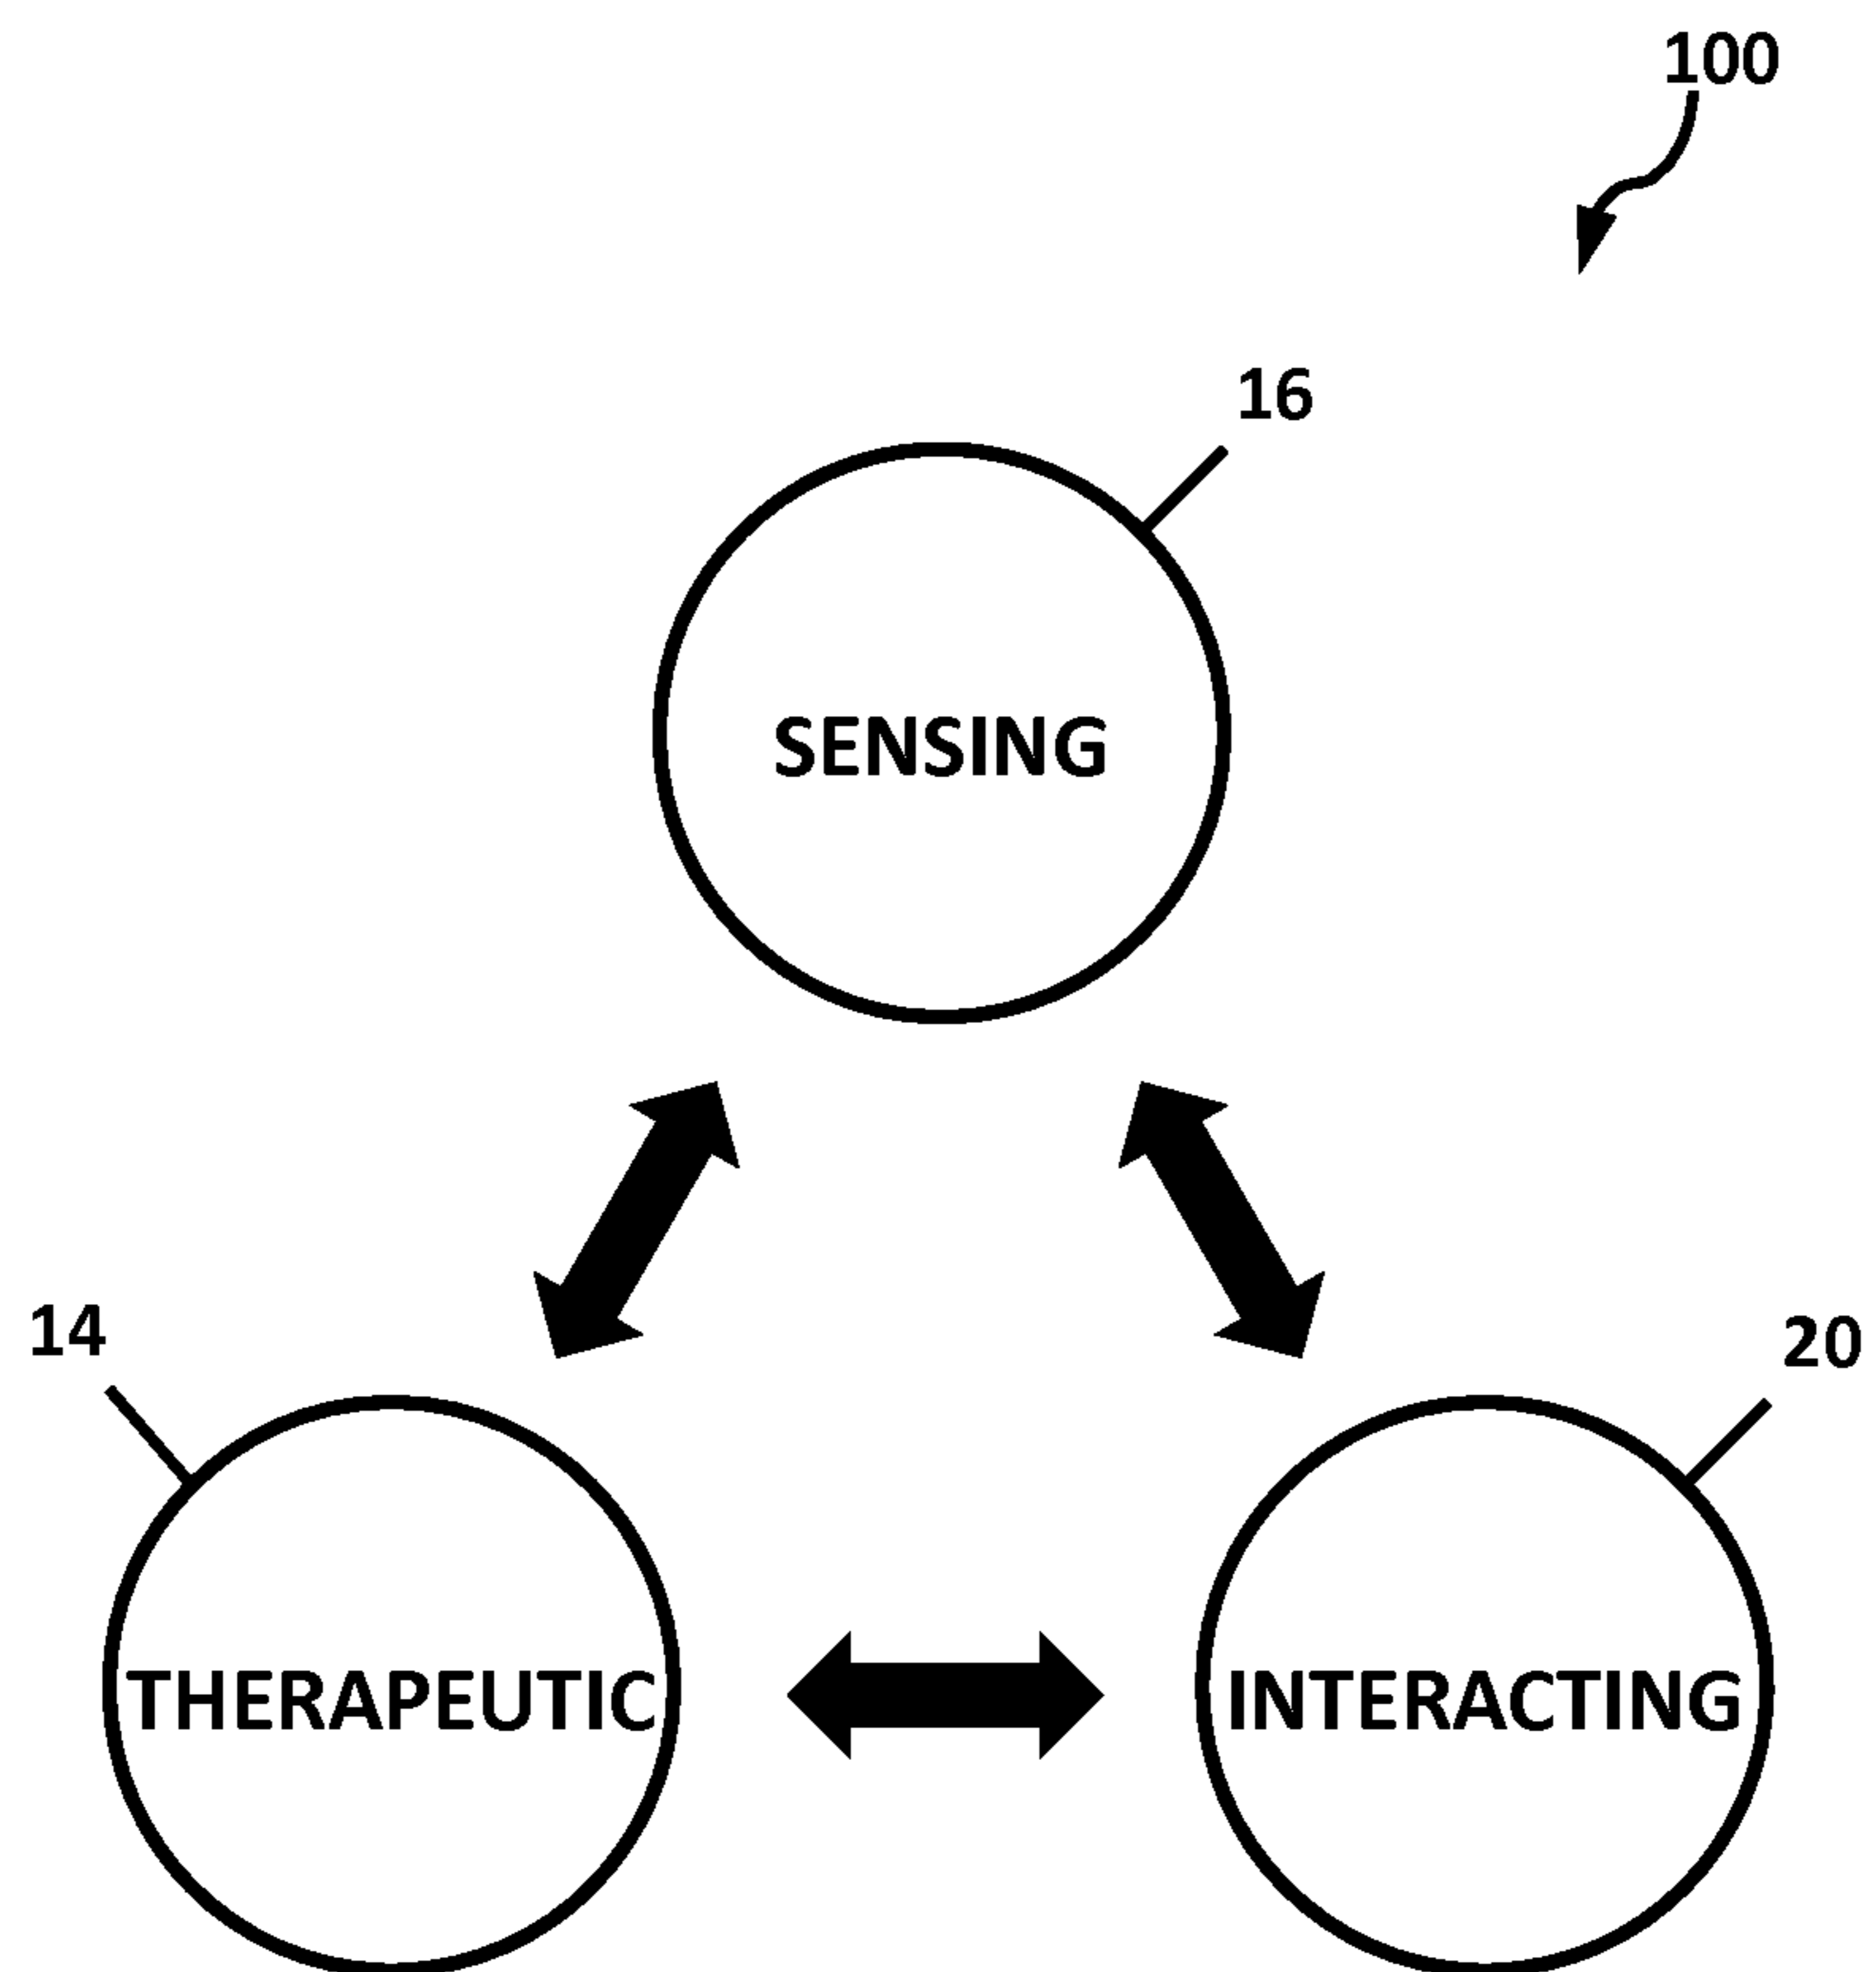 100
16
SENSING
14
20
THERAPEUTIC
INTERACTING